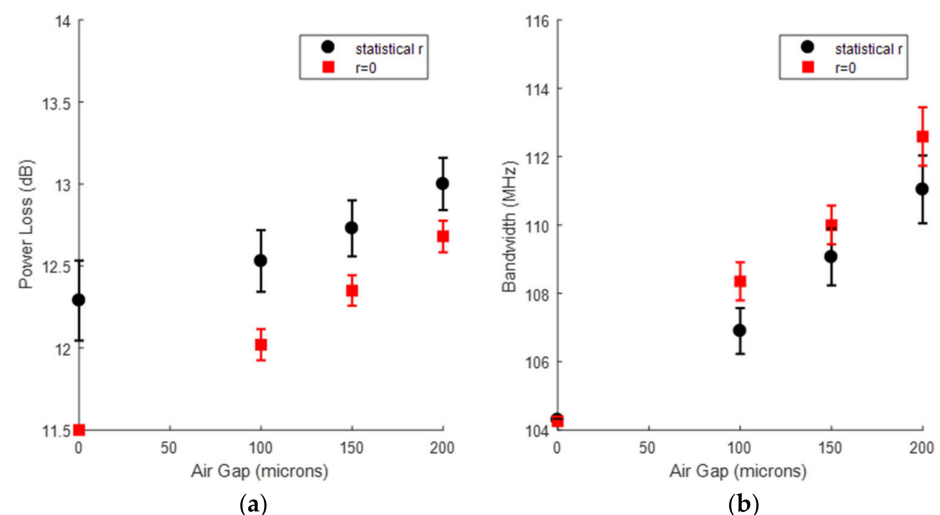 14
13.5
13
12.5
12
11.5
Power Loss (dB)
statistical r
r=0
0 50 100 150 200
Air Gap (microns)
(a)
116
114
112
110
108
106
104
Bandwidth (MHz)
statistical r
r=0
0 50 100 150 200
Air Gap (microns)
(b)